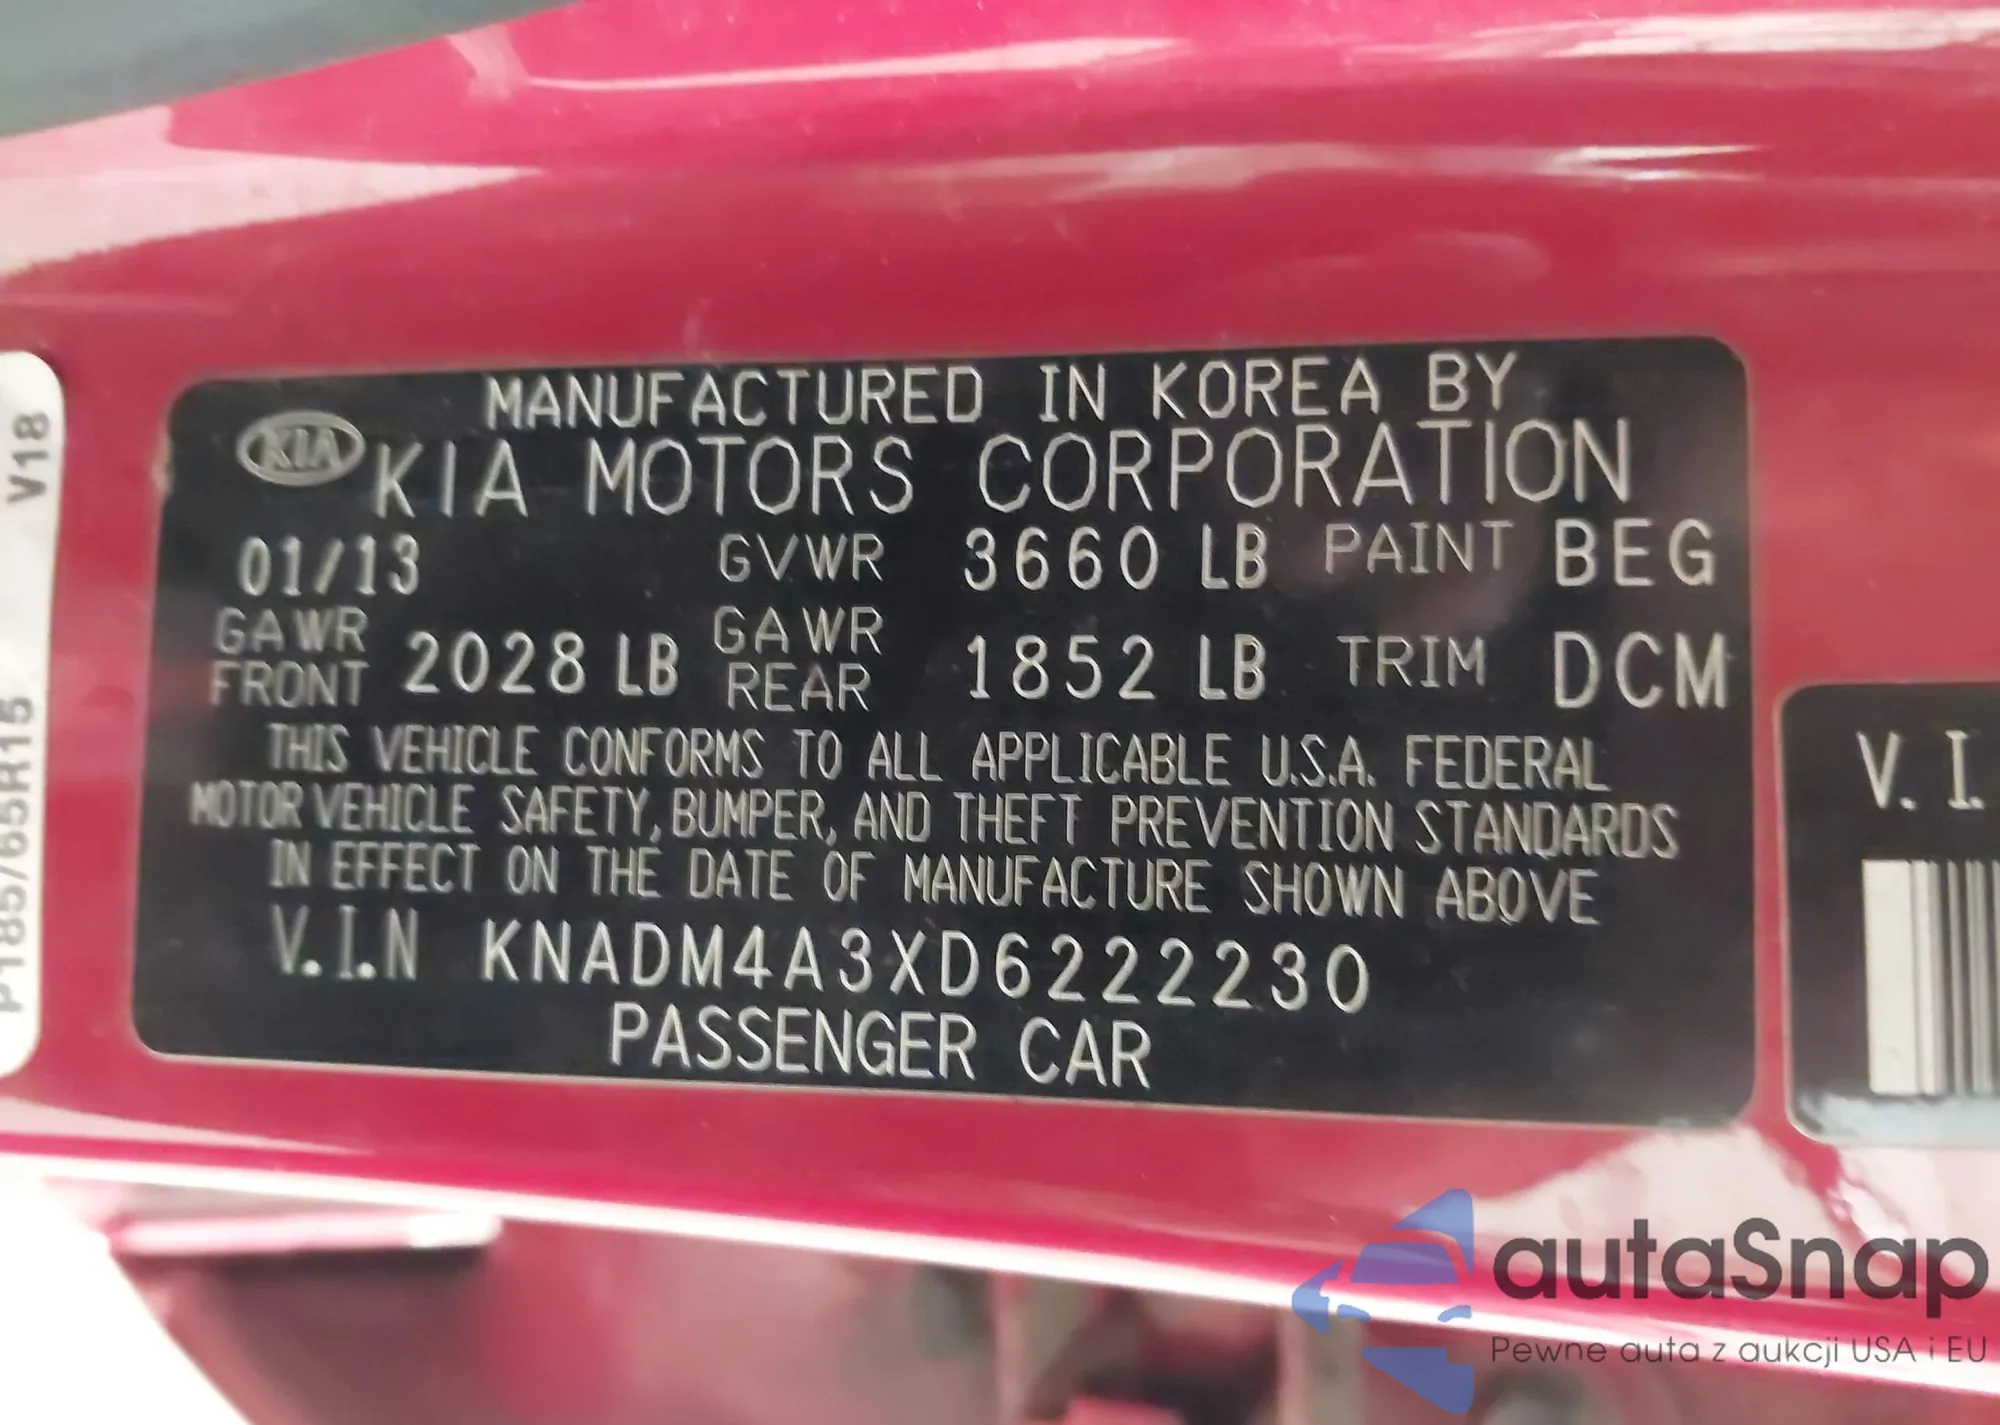 MANUFACTURED IN KOREA BY
KIA KIA MOTORS CORPORATION
01/13 GVWR 3660 LB PAINT BEG
GAWR FRONT 2028 LB GAWR REAR 1852 LB TRIM DCM
THIS VEHICLE CONFORMS TO ALL APPLICABLE U.S.A. FEDERAL
MOTOR VEHICLE SAFETY, BUMPER, AND THEFT PREVENTION STANDARDS
IN EFFECT ON THE DATE OF MANUFACTURE SHOWN ABOVE
V.I.N KNADM4A3XD6222230
PASSENGER CAR
P185/65R15 V18
V. I.
autaSnap
Pewne auta z aukcji USA i EU